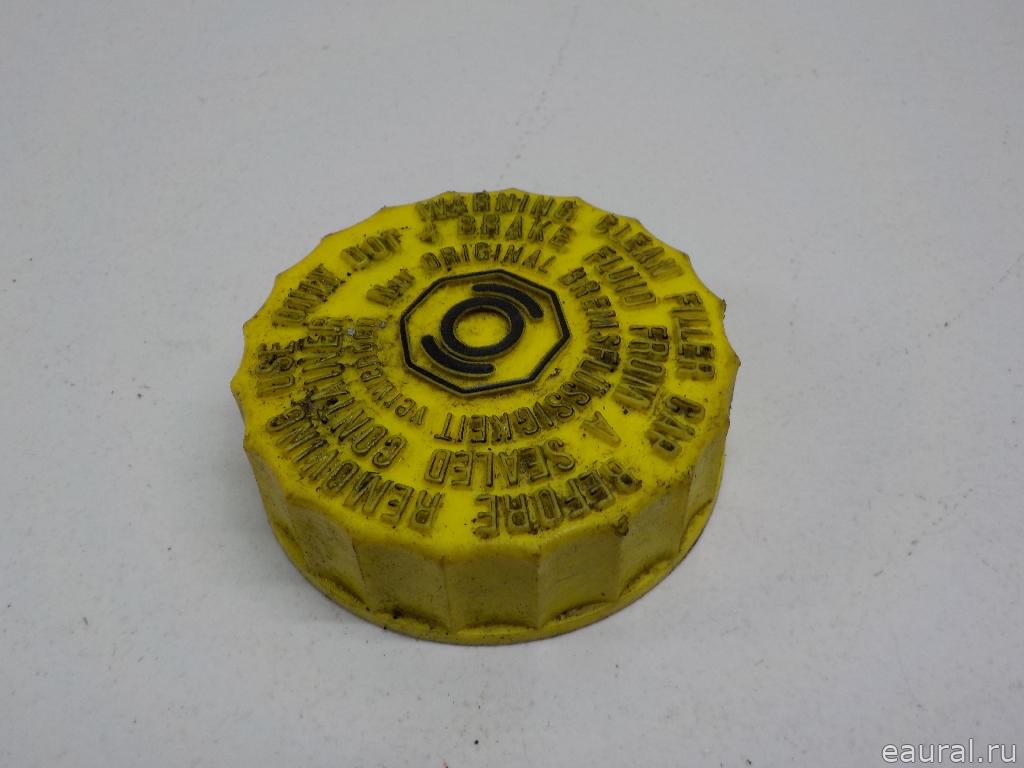 WARNING CLEAN FILLER CAP BEFORE REMOVING USE ONLY DOT
4 BRAKE FLUID FROM A SEALED CONTAINER
Nur ORIGINAL BREMSFLÜSSIGKEIT verwenden
eaural.ru